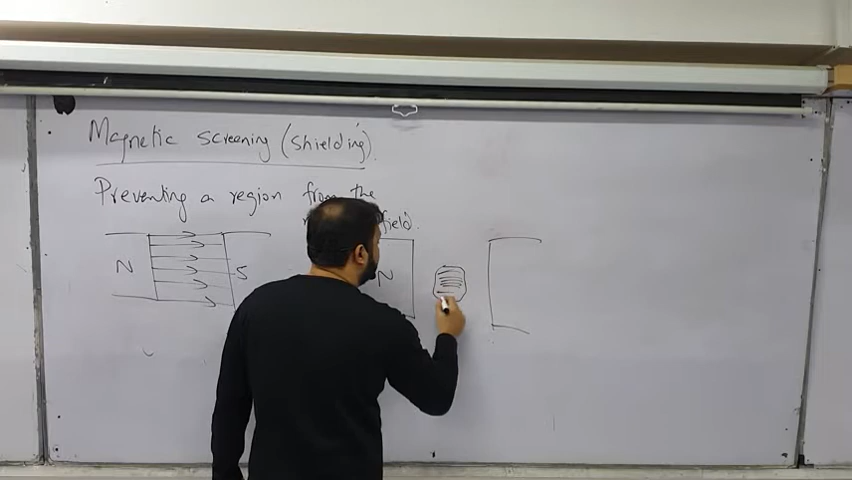 Magnetic screening (shielding).
Preventing a region from the
field.
N S N